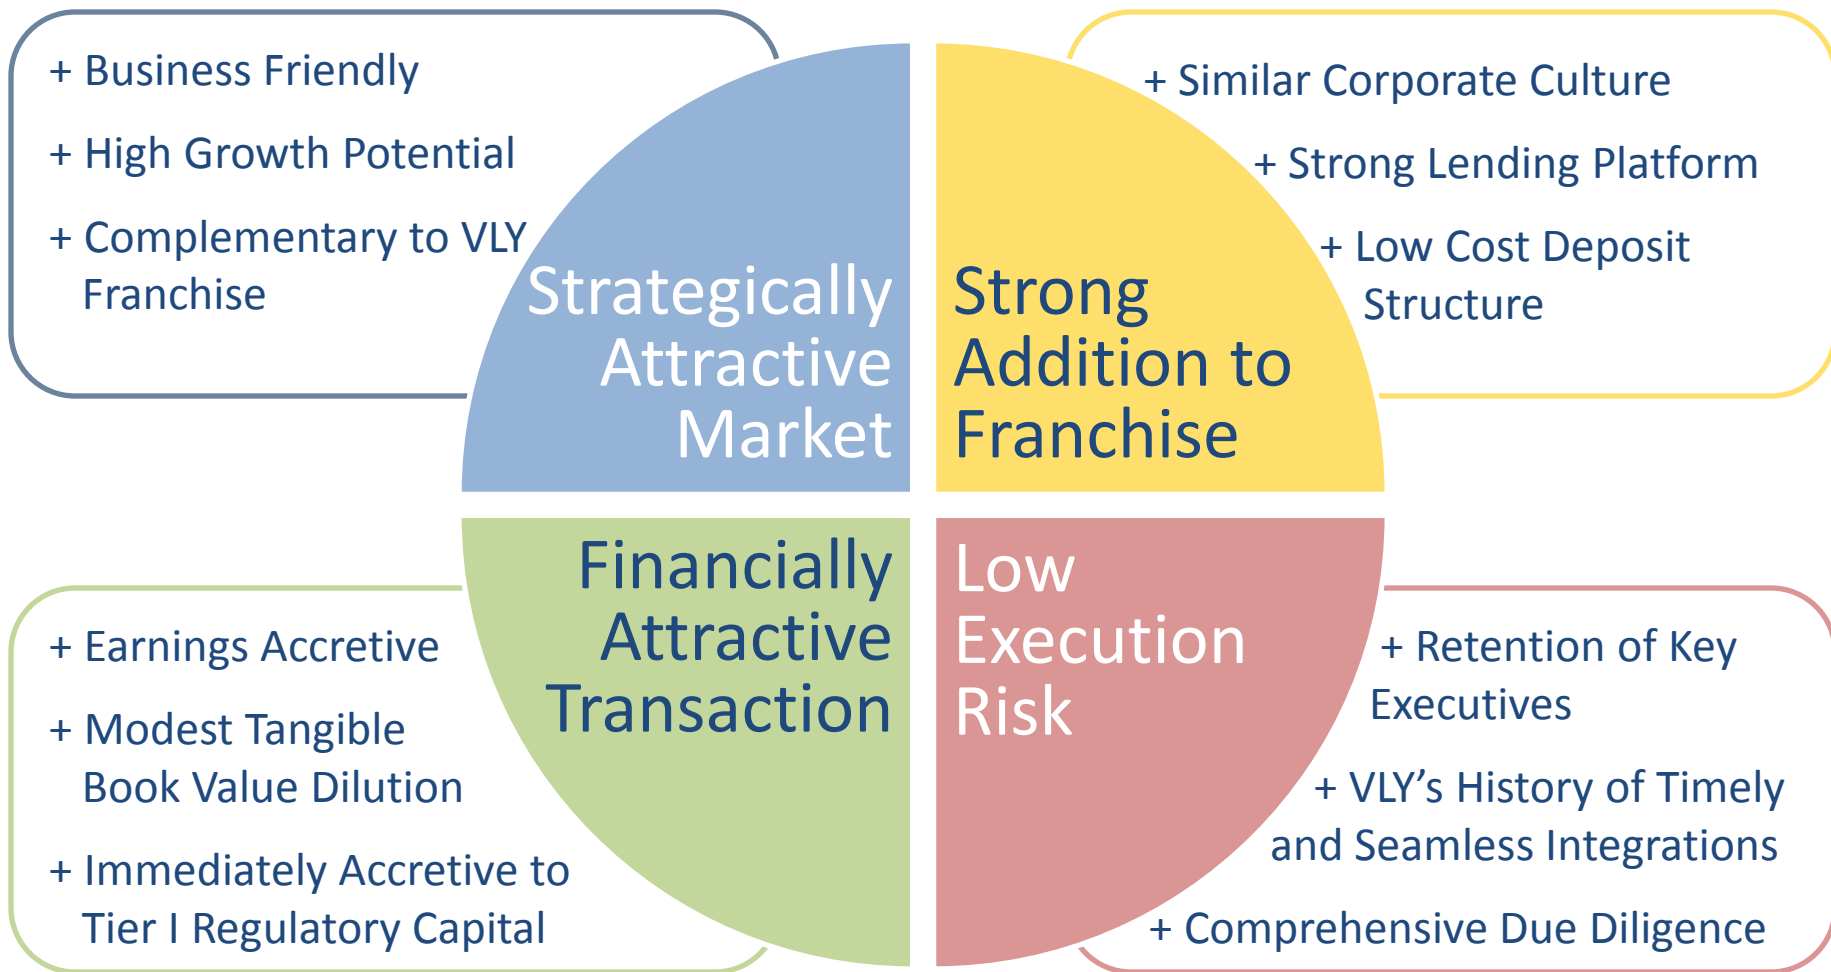 + Business Friendly
+ High Growth Potential
+ Complementary to VLY
Franchise
Strategically
Attractive
Market
+ Similar Corporate Culture
+ Strong Lending Platform
+ Low Cost Deposit
Structure
Strong
Addition to
Franchise
+ Earnings Accretive
+ Modest Tangible
Book Value Dilution
+ Immediately Accretive to
Tier I Regulatory Capital
Financially
Attractive
Transaction
Low
Execution
Risk
+ Retention of Key
Executives
+ VLY’s History of Timely
and Seamless Integrations
+ Comprehensive Due Diligence